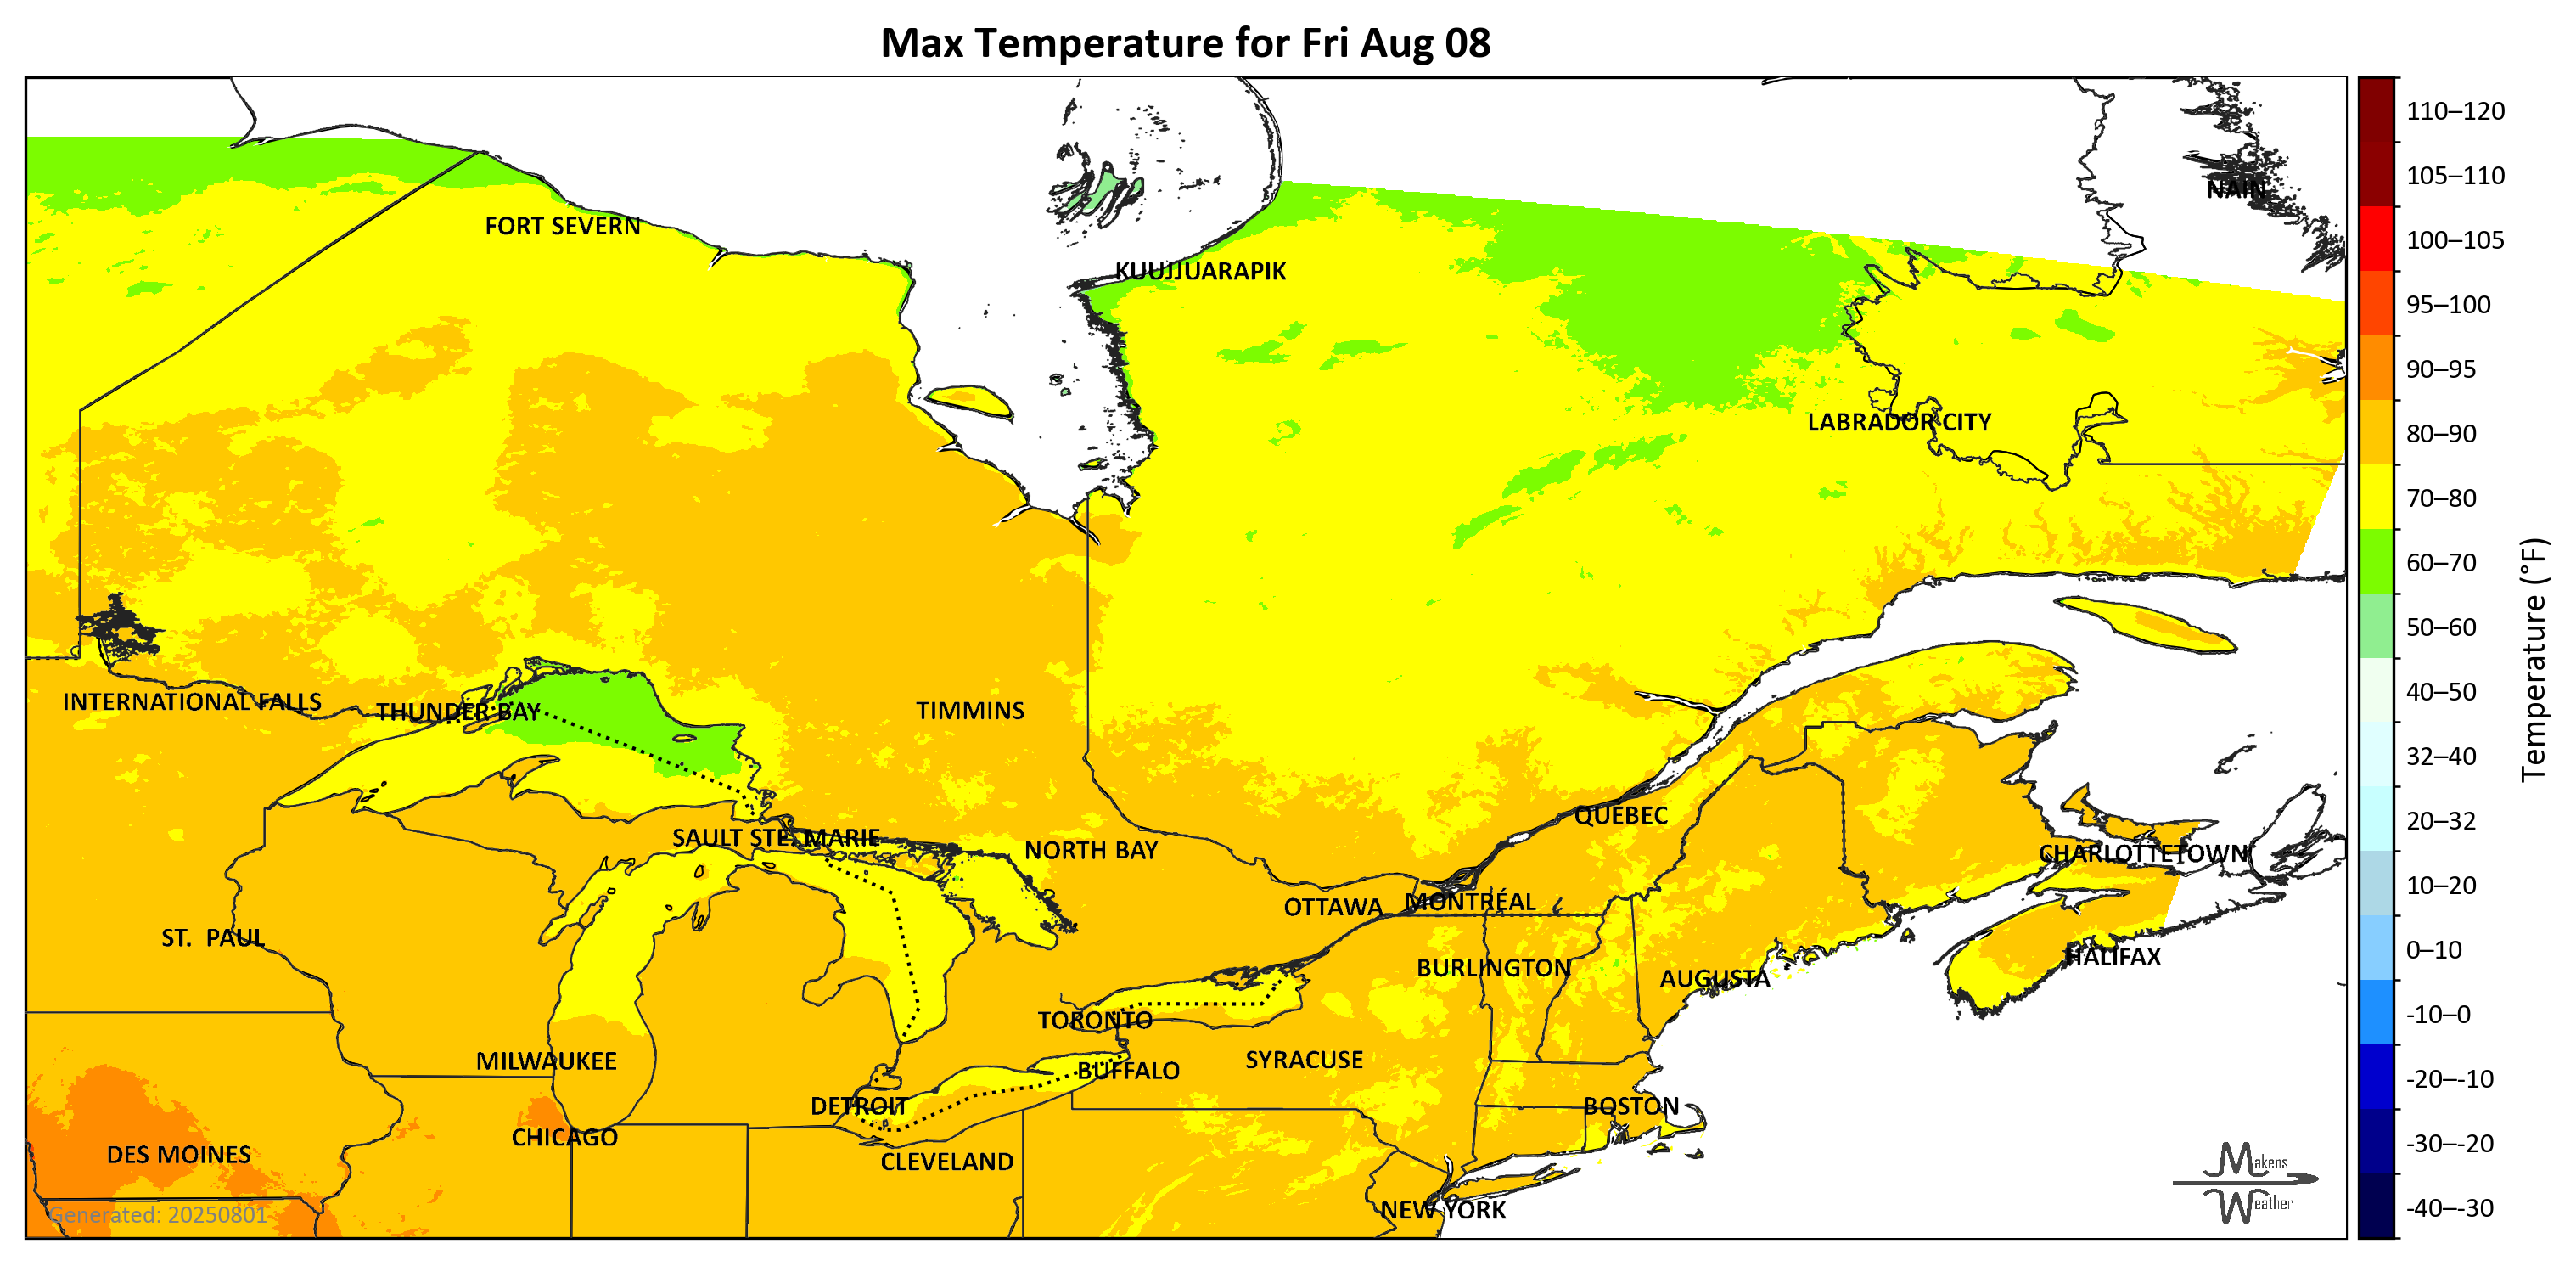 Max Temperature for Fri Aug 08
NAIN
FORT SEVERN
KUUJJUARAPIK
LABRADOR CITY
INTERNATIONAL FALLS
THUNDER BAY
TIMMINS
QUÉBEC
SAULT STE. MARIE
NORTH BAY
CHARLOTTETOWN
OTTAWA
MONTRÉAL
ST. PAUL
HALIFAX
BURLINGTON
AUGUSTA
TORONTO
MILWAUKEE
SYRACUSE
BUFFALO
DETROIT
BOSTON
CHICAGO
DES MOINES
CLEVELAND
NEW YORK
Generated: 20250801
Makens
Weather
110–120
105–110
100–105
95–100
90–95
80–90
70–80
60–70
50–60
40–50
32–40
20–32
10–20
0–10
-10–0
-20–-10
-30–-20
-40–-30
Temperature (°F)